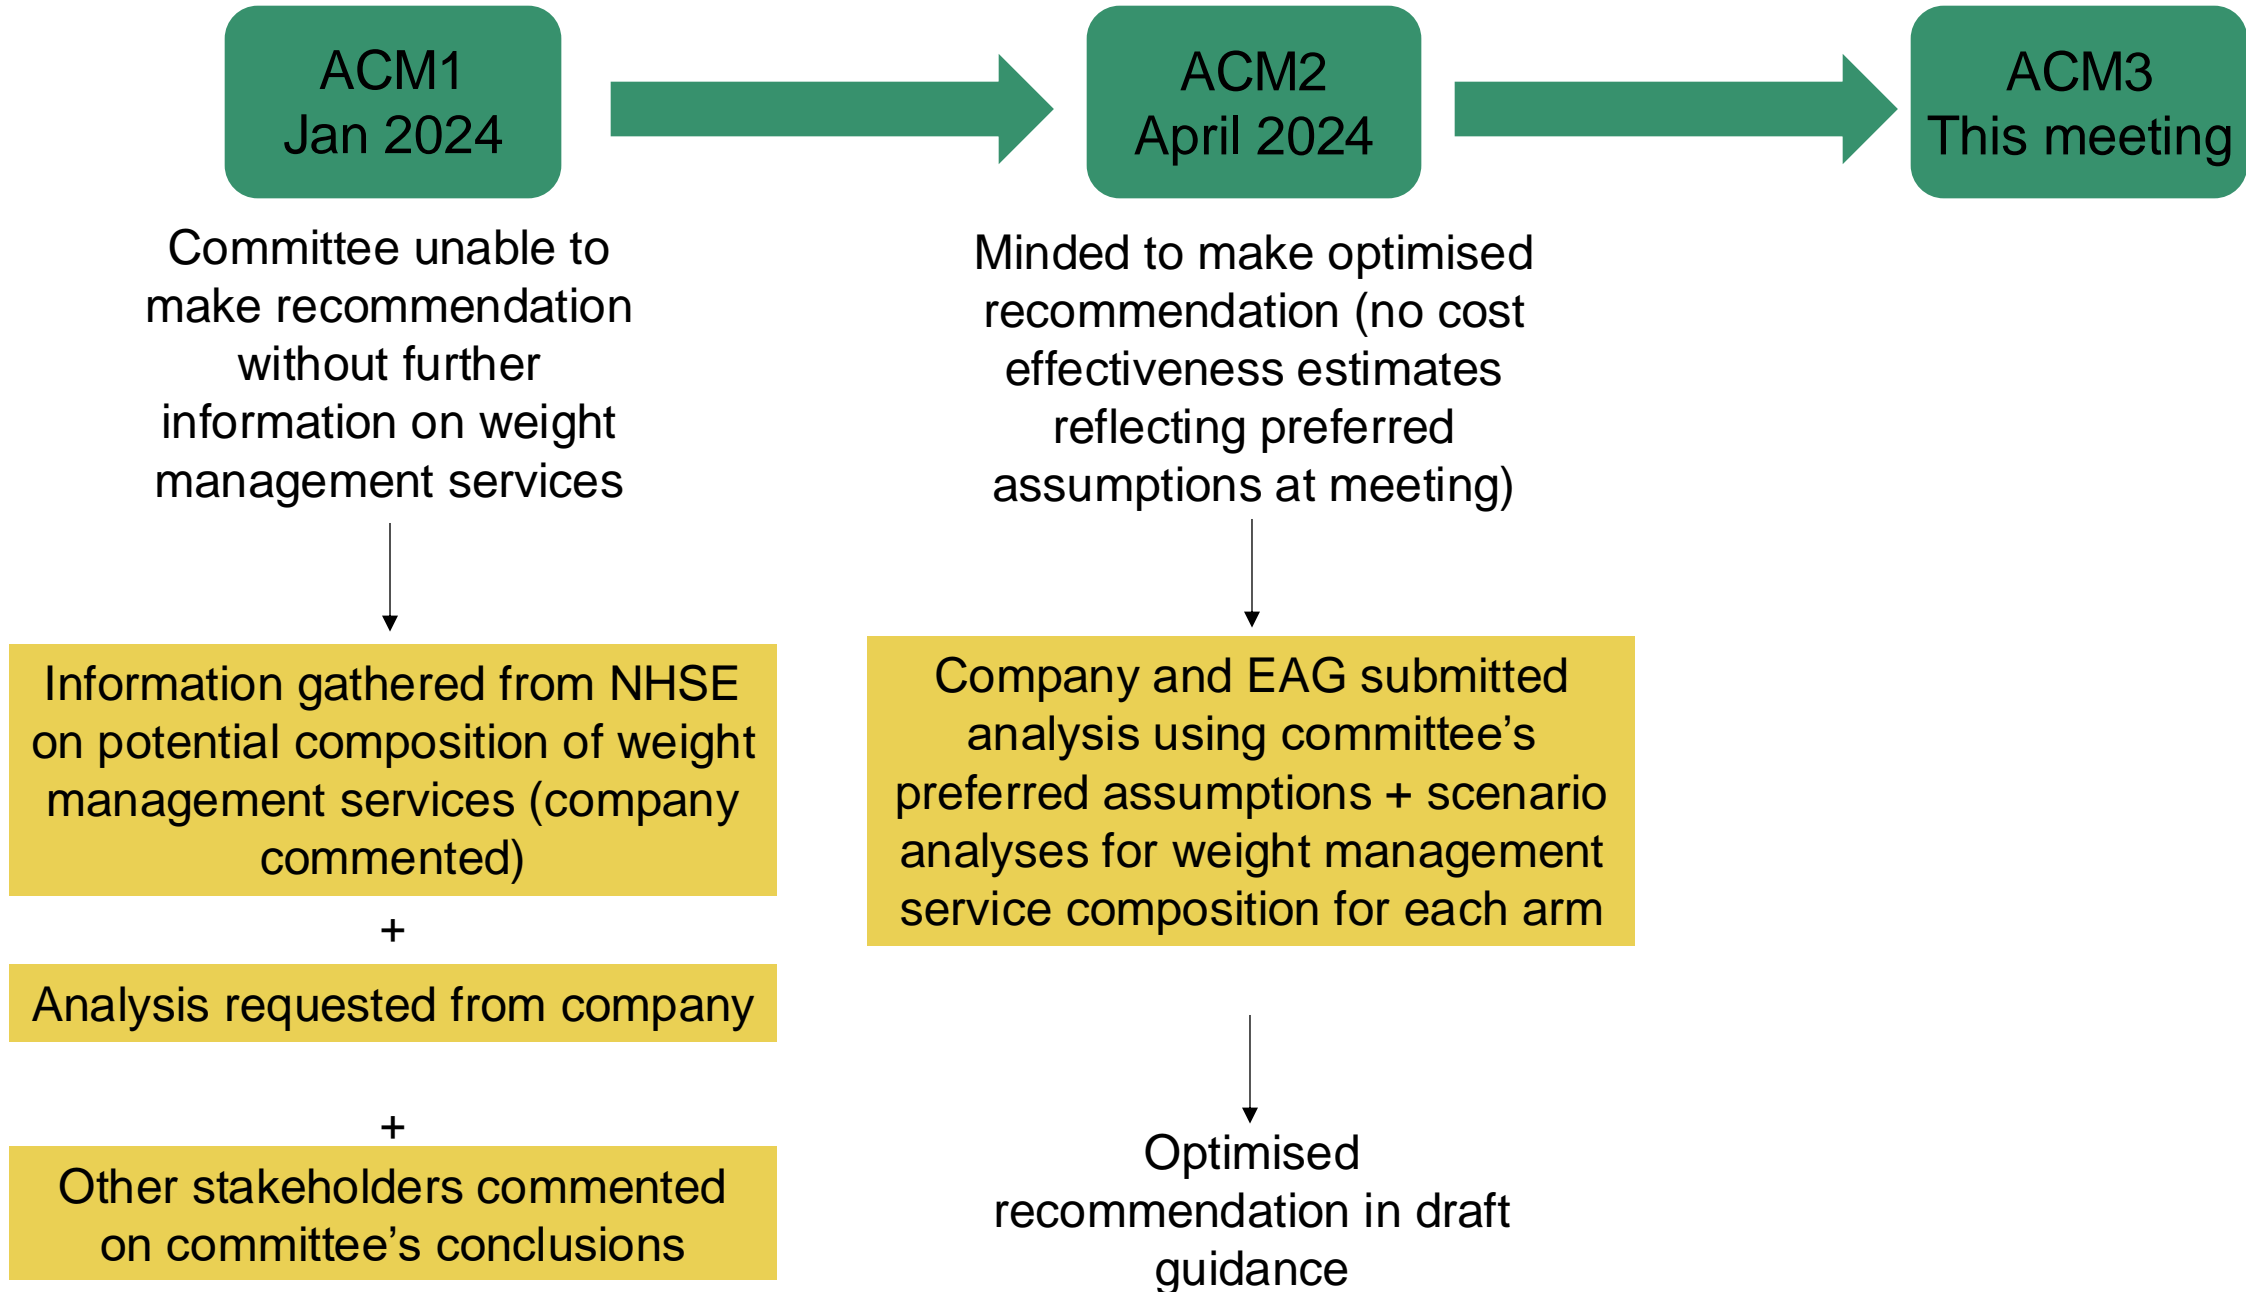 ACM1
Jan 2024
ACM2
April 2024
ACM3
This meeting
Committee unable to
make recommendation
without further
information on weight
management services
Information gathered from NHSE
on potential composition of weight
management services (company
commented)
+
Analysis requested from company
+
Other stakeholders commented
on committee’s conclusions
Minded to make optimised
recommendation (no cost
effectiveness estimates
reflecting preferred
assumptions at meeting)
Company and EAG submitted
analysis using committee’s
preferred assumptions + scenario
analyses for weight management
service composition for each arm
Optimised
recommendation in draft
guidance